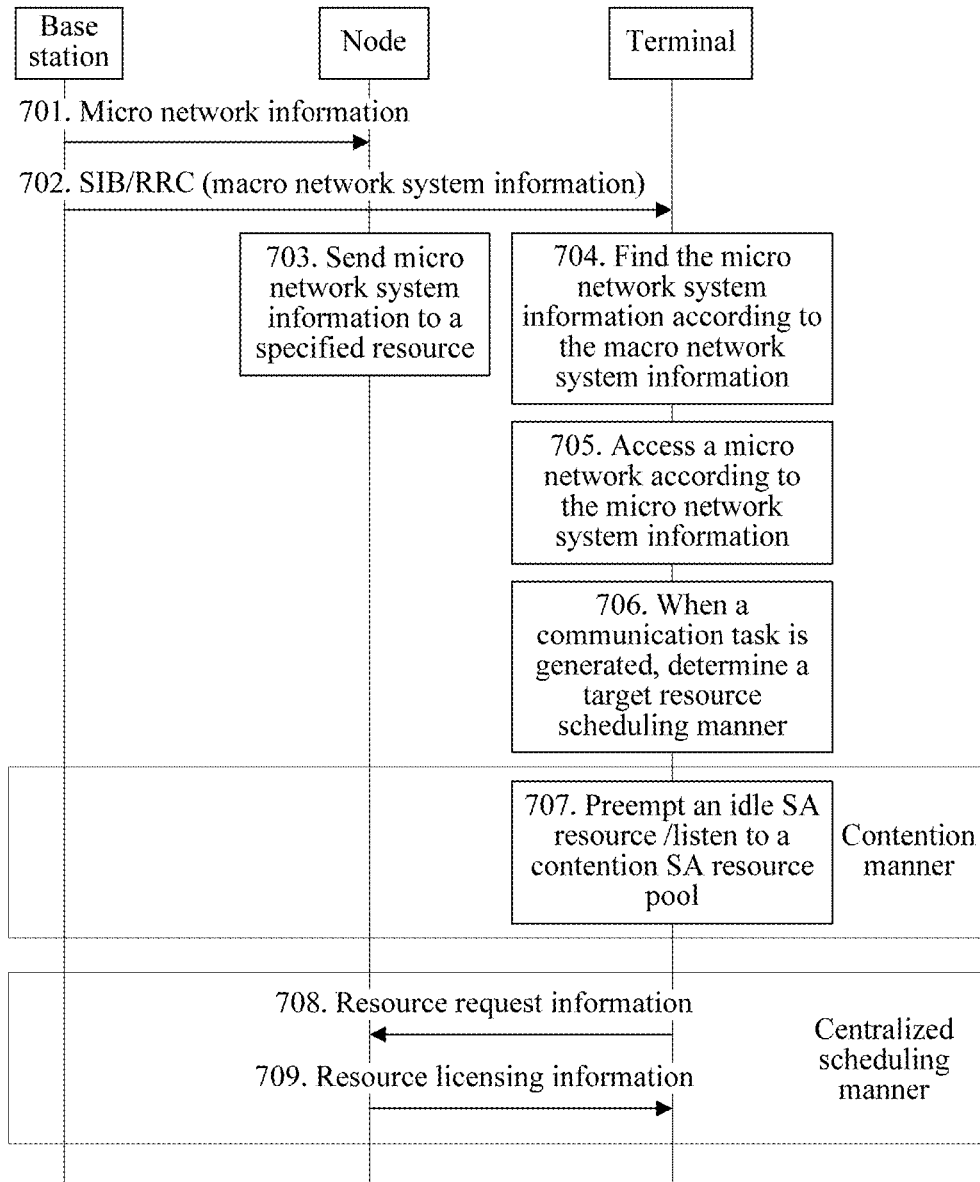 Base
station
Node
Terminal
701. Micro network information
702. SIB/RRC (macro network system information)
703. Send micro
network system
information to a
specified resource
704. Find the micro
network system
information according to
the macro network
system information
705. Access a micro
network according to
the micro network
system information
706. When a
communication task is
generated, determine a
target resource
scheduling manner
707. Preempt an idle SA
resource /listen to a
contention SA resource
pool
Contention
manner
708. Resource request information
709. Resource licensing information
Centralized
scheduling
manner